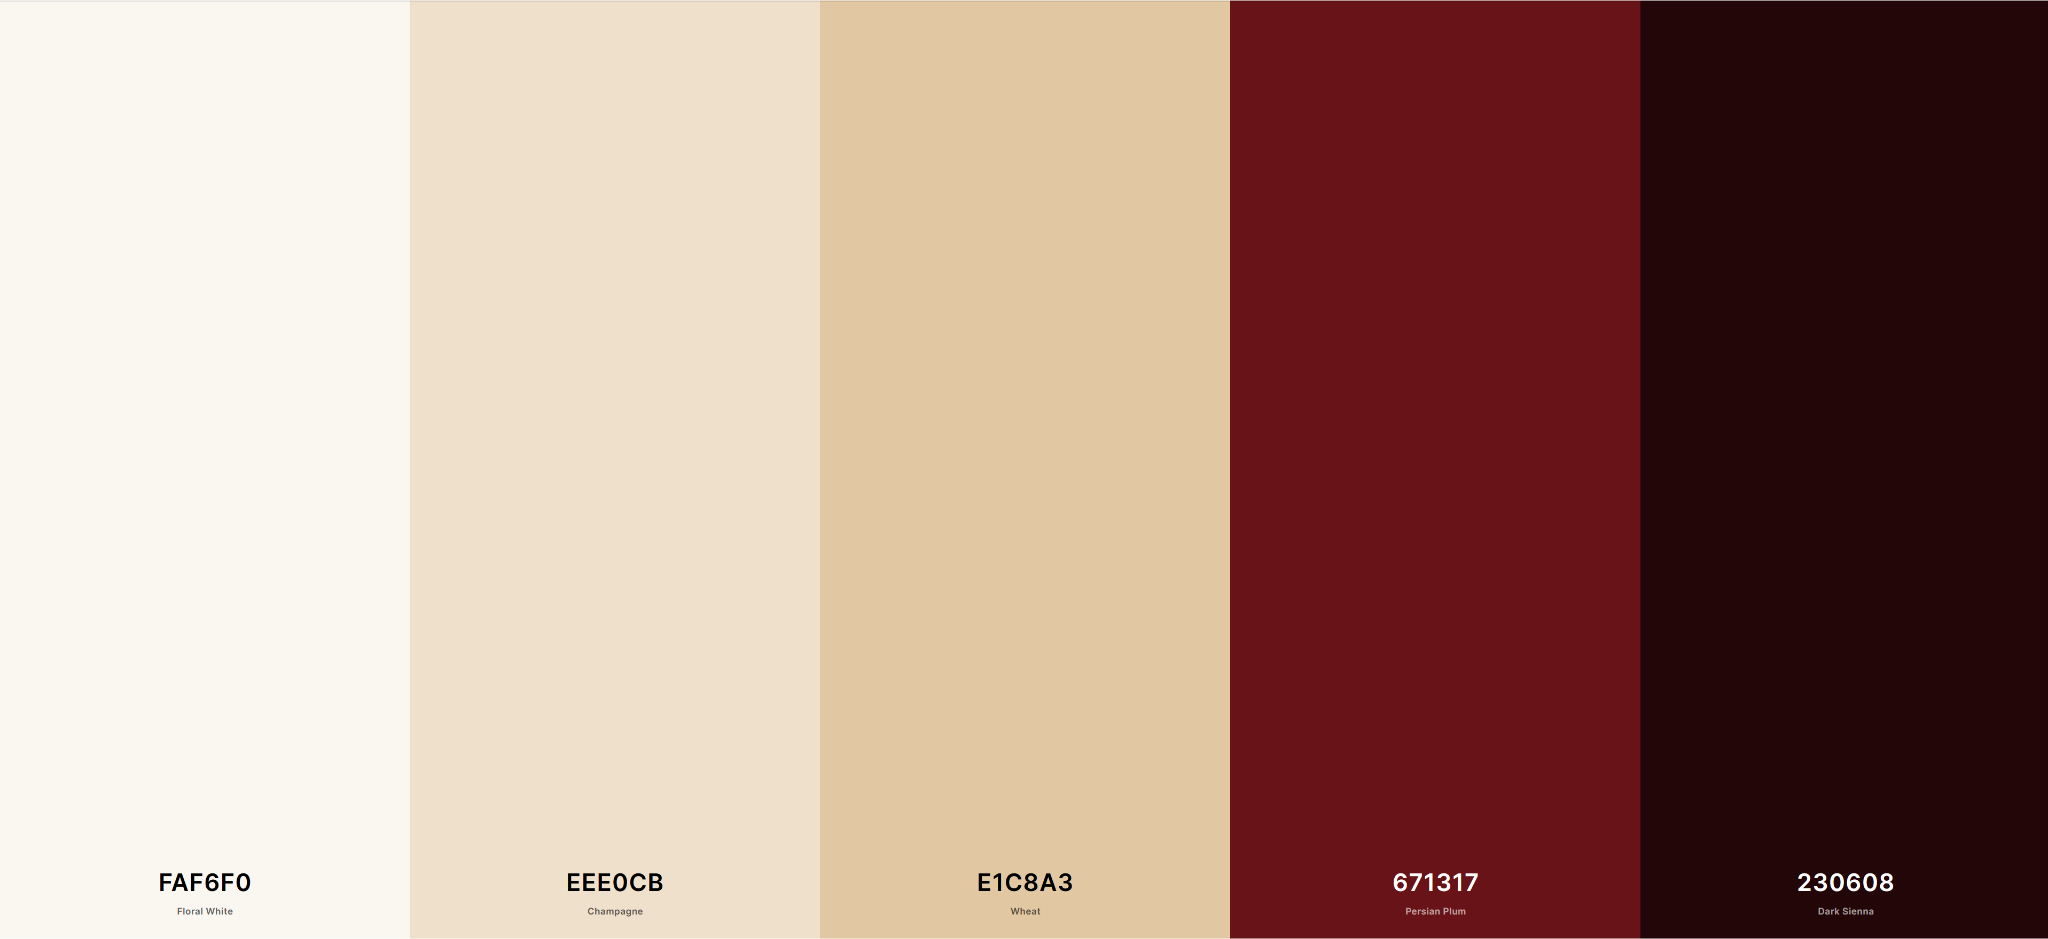 FAF6F0
Floral White
EEE0CB
Champagne
E1C8A3
Wheat
671317
Persian Plum
230608
Dark Sienna